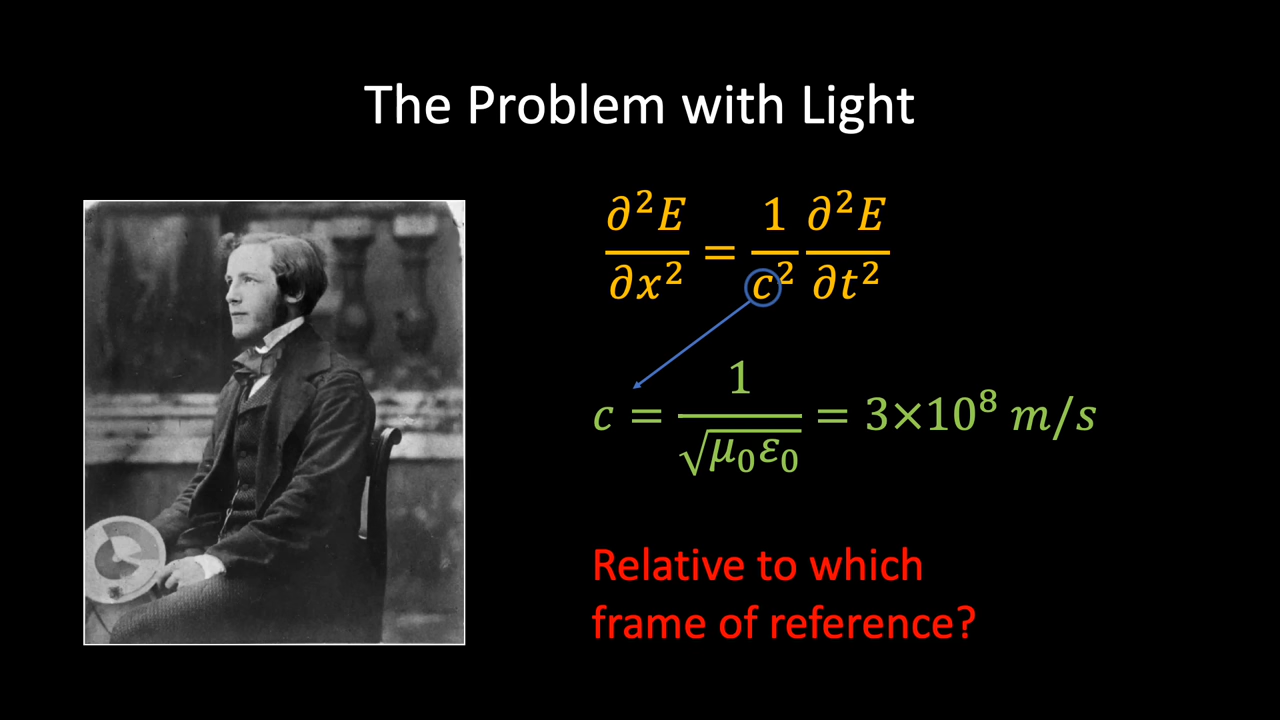 The Problem with Light
∂²E/∂x² = 1/c² ∂²E/∂t²
c = 1/√(μ₀ε₀) = 3×10⁸ m/s
Relative to which
frame of reference?